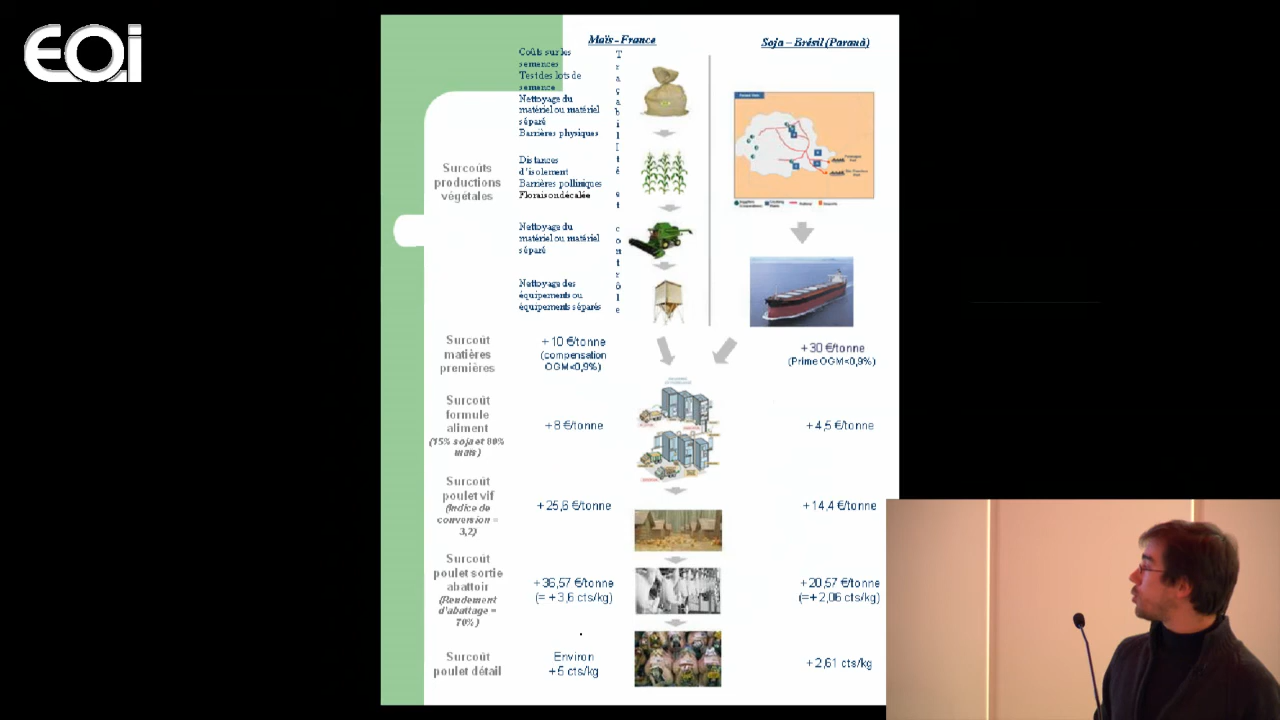 EOI
Maïs - France
Soja – Brésil (Paranà)
Coûts sur les
semences
Test des lots de
semence
Nettoyage du
matériel ou matériel
séparé
Barrières physiques
Distances
d'isolement
Barrières polliniques
Floraison décalée
Nettoyage du
matériel ou matériel
séparé
Nettoyage des
équipements ou
équipements séparés
Traçabilité et contrôle
Surcoûts
productions
végétales
Surcoût
matières
premières
+ 10 €/tonne
(compensation
OGM<0,9%)
+ 30 €/tonne
(Prime OGM<0,9%)
Surcoût
formule
aliment
(15% soja et 80%
maïs)
+8 €/tonne
+ 4,5 €/tonne
Surcoût
poulet vif
(Indice de
conversion =
3,2)
+ 25,6 €/tonne
+ 14,4 €/tonne
Surcoût
poulet sortie
abattoir
(Rendement
d'abattage =
70%)
+ 36,57 €/tonne
(= + 3,6 cts/kg)
+ 20,57 €/tonne
(=+ 2,06 cts/kg)
Surcoût
poulet détail
Environ
+ 5 cts/kg
+ 2,61 cts/kg